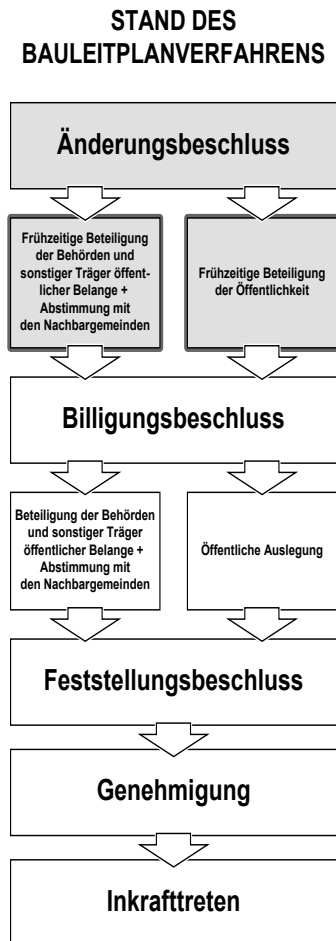 STAND DES
BAULEITPLANVERFAHRENS
Änderungsbeschluss
Frühzeitige Beteiligung
der Behörden und
sonstiger Träger öffent-
licher Belange +
Abstimmung mit
den Nachbargemeinden
Frühzeitige Beteiligung
der Öffentlichkeit
Billigungsbeschluss
Beteiligung der Behörden
und sonstiger Träger
öffentlicher Belange +
Abstimmung mit
den Nachbargemeinden
Öffentliche Auslegung
Feststellungsbeschluss
Genehmigung
Inkrafttreten